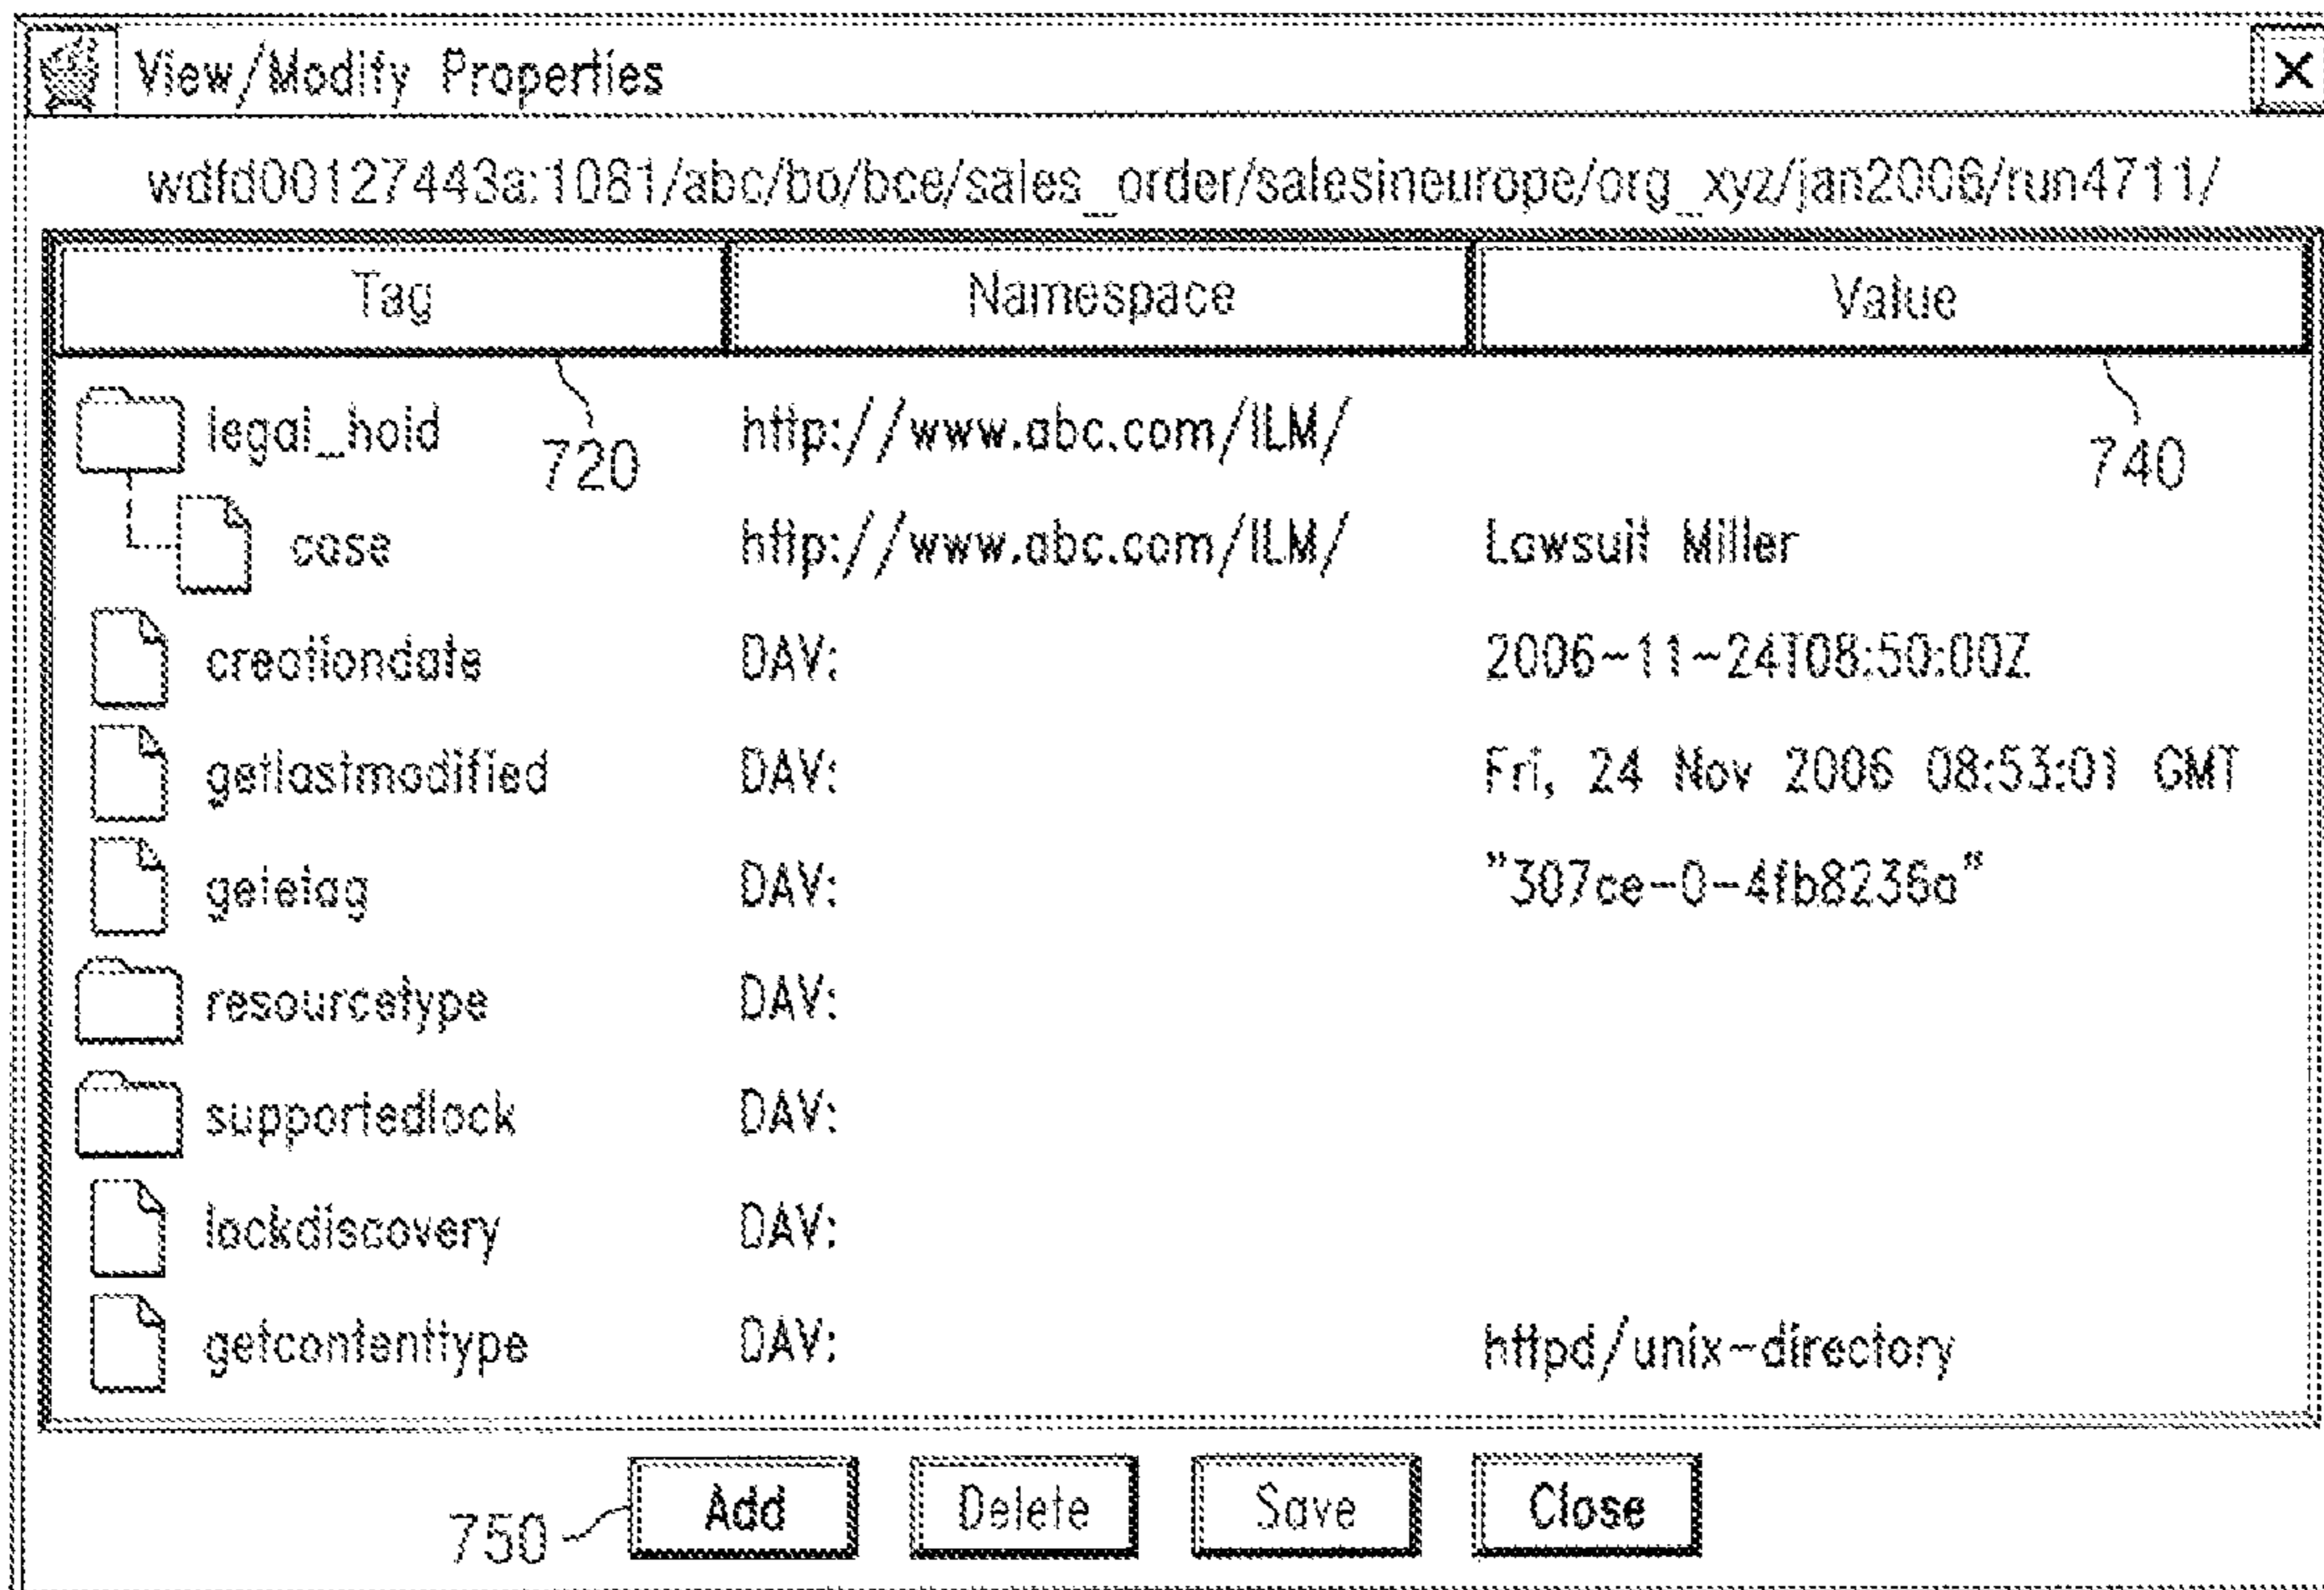 View/Modify Properties
wdfd00127443a:1081/abc/bo/bce/sales_order/salesineurope/org_xyz/jan2006/run4711/
Tag Namespace Value
720 740
legal_hold http://www.abc.com/ILM/
case http://www.abc.com/ILM/ Lawsuit Miller
creationdate DAV: 2006-11-24T08:50:00Z
getlastmodified DAV: Fri, 24 Nov 2006 08:53:01 GMT
getetag DAV: "307ce-0-4fb8236a"
resourcetype DAV:
supportedlock DAV:
lockdiscovery DAV:
getcontenttype DAV: httpd/unix-directory
750 Add Delete Save Close